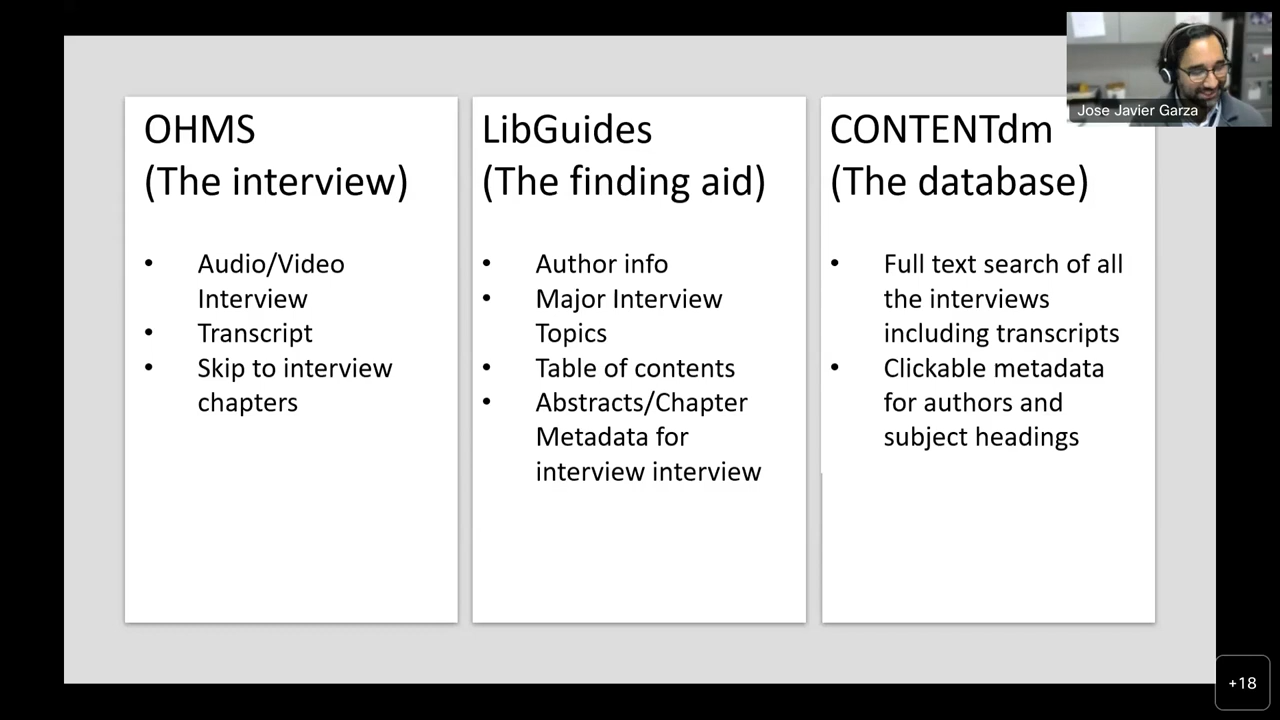 OHMS
(The interview)
• Audio/Video
Interview
• Transcript
• Skip to interview
chapters
LibGuides
(The finding aid)
• Author info
• Major Interview
Topics
• Table of contents
• Abstracts/Chapter
Metadata for
interview interview
CONTENTdm
(The database)
• Full text search of all
the interviews
including transcripts
• Clickable metadata
for authors and
subject headings
Jose Javier Garza
+18